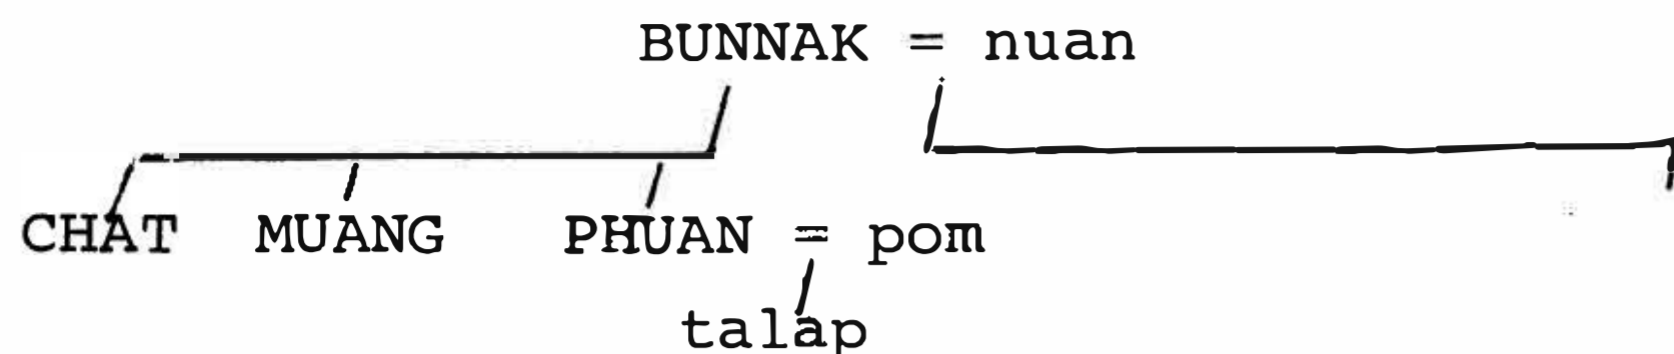 BUNNAK = nuan
CHAT MUANG PHUAN = pom
talap